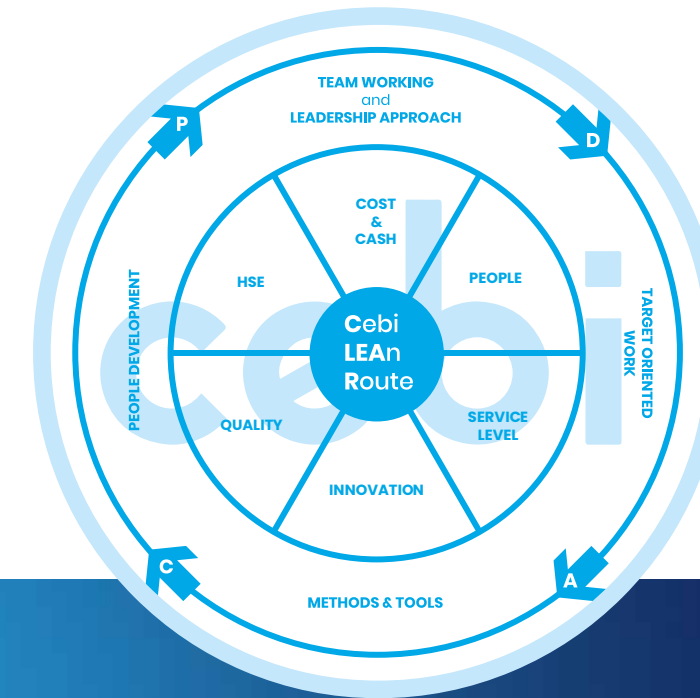 TEAM WORKING
and
LEADERSHIP APPROACH
P
D
COST
&
CASH
HSE
PEOPLE
PEOPLE DEVELOPMENT
TARGET ORIENTED
WORK
cebi
Cebi
LEAn
Route
QUALITY
SERVICE
LEVEL
INNOVATION
C
A
METHODS & TOOLS